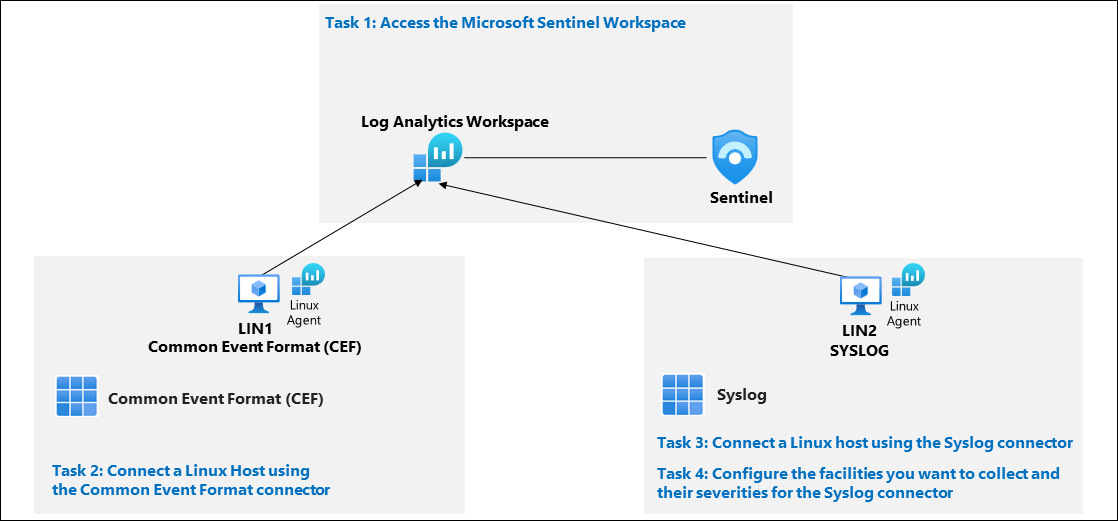 Task 1: Access the Microsoft Sentinel Workspace
Log Analytics Workspace
Sentinel
Linux
Agent
LIN1
Common Event Format (CEF)
Common Event Format (CEF)
Task 2: Connect a Linux Host using
the Common Event Format connector
Linux
Agent
LIN2
SYSLOG
Syslog
Task 3: Connect a Linux host using the Syslog connector
Task 4: Configure the facilities you want to collect and
their severities for the Syslog connector